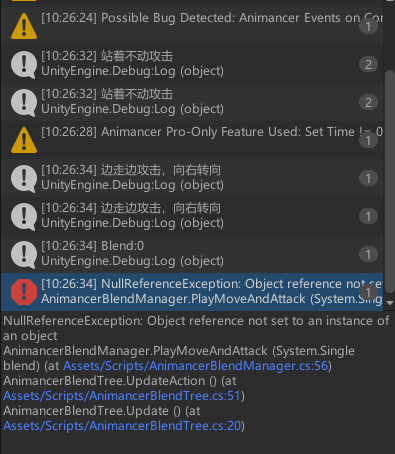 [10:26:24] Possible Bug Detected: Animancer Events on Cor
1
[10:26:32] 站着不动攻击
UnityEngine.Debug:Log (object)
2
[10:26:32] 站着不动攻击
UnityEngine.Debug:Log (object)
2
[10:26:28] Animancer Pro-Only Feature Used: Set Time != 0
1
[10:26:34] 边走边攻击，向右转向
UnityEngine.Debug:Log (object)
1
[10:26:34] 边走边攻击，向右转向
UnityEngine.Debug:Log (object)
1
[10:26:34] Blend:0
UnityEngine.Debug:Log (object)
1
[10:26:34] NullReferenceException: Object reference not set
AnimancerBlendManager.PlayMoveAndAttack (System.Single
1
NullReferenceException: Object reference not set to an instance of
an object
AnimancerBlendManager.PlayMoveAndAttack (System.Single
blend) (at Assets/Scripts/AnimancerBlendManager.cs:56)
AnimancerBlendTree.UpdateAction () (at
Assets/Scripts/AnimancerBlendTree.cs:51)
AnimancerBlendTree.Update () (at
Assets/Scripts/AnimancerBlendTree.cs:20)